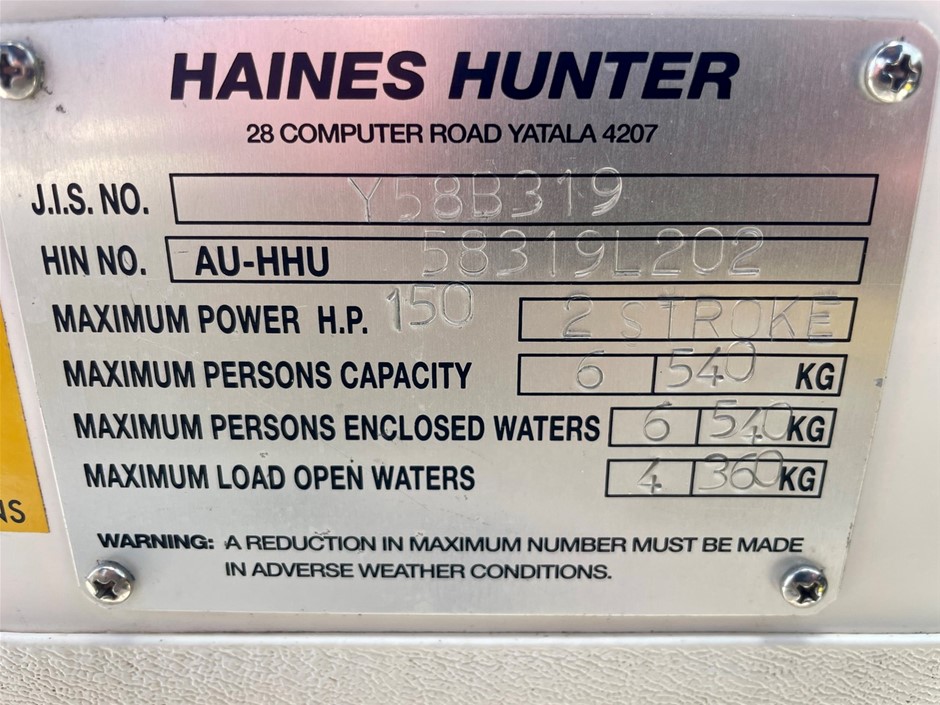 HAINES HUNTER
28 COMPUTER ROAD YATALA 4207
J.I.S. NO. Y58B319
HIN NO. AU-HHU 58319L202
MAXIMUM POWER H.P. 150 2 STROKE
MAXIMUM PERSONS CAPACITY 6 540 KG
MAXIMUM PERSONS ENCLOSED WATERS 6 540 KG
MAXIMUM LOAD OPEN WATERS 4 360 KG
WARNING: A REDUCTION IN MAXIMUM NUMBER MUST BE MADE
IN ADVERSE WEATHER CONDITIONS.